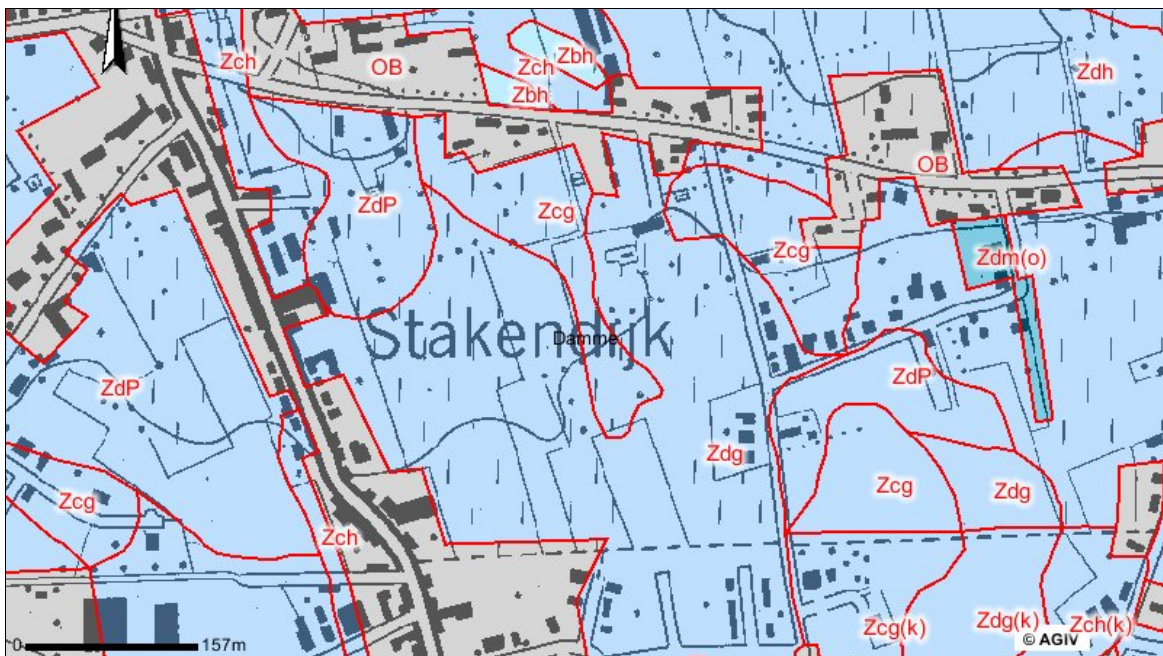 Zbh
Zch
Zch
OB
Zbh
Zdh
OB
ZdP
Zcg
Zcg
Zdm(o)
Stakendijk
Damme
ZdP
ZdP
Zdg
Zcg
Zdg
Zcg
Zch
Zcg(k)
Zdg(k)
Zch(k)
0
157m
© AGIV